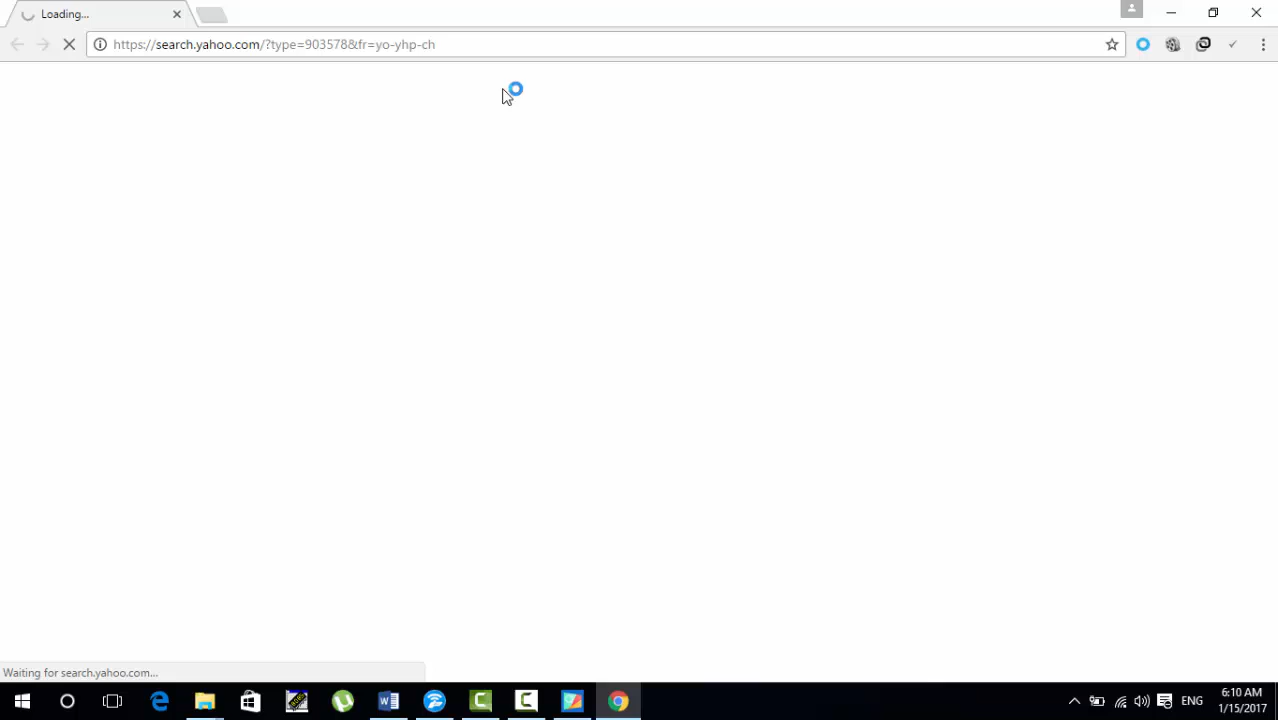 Loading...
https://search.yahoo.com/?type=903578&fr=yo-yhp-ch
Waiting for search.yahoo.com...
ENG
6:10 AM
1/15/2017